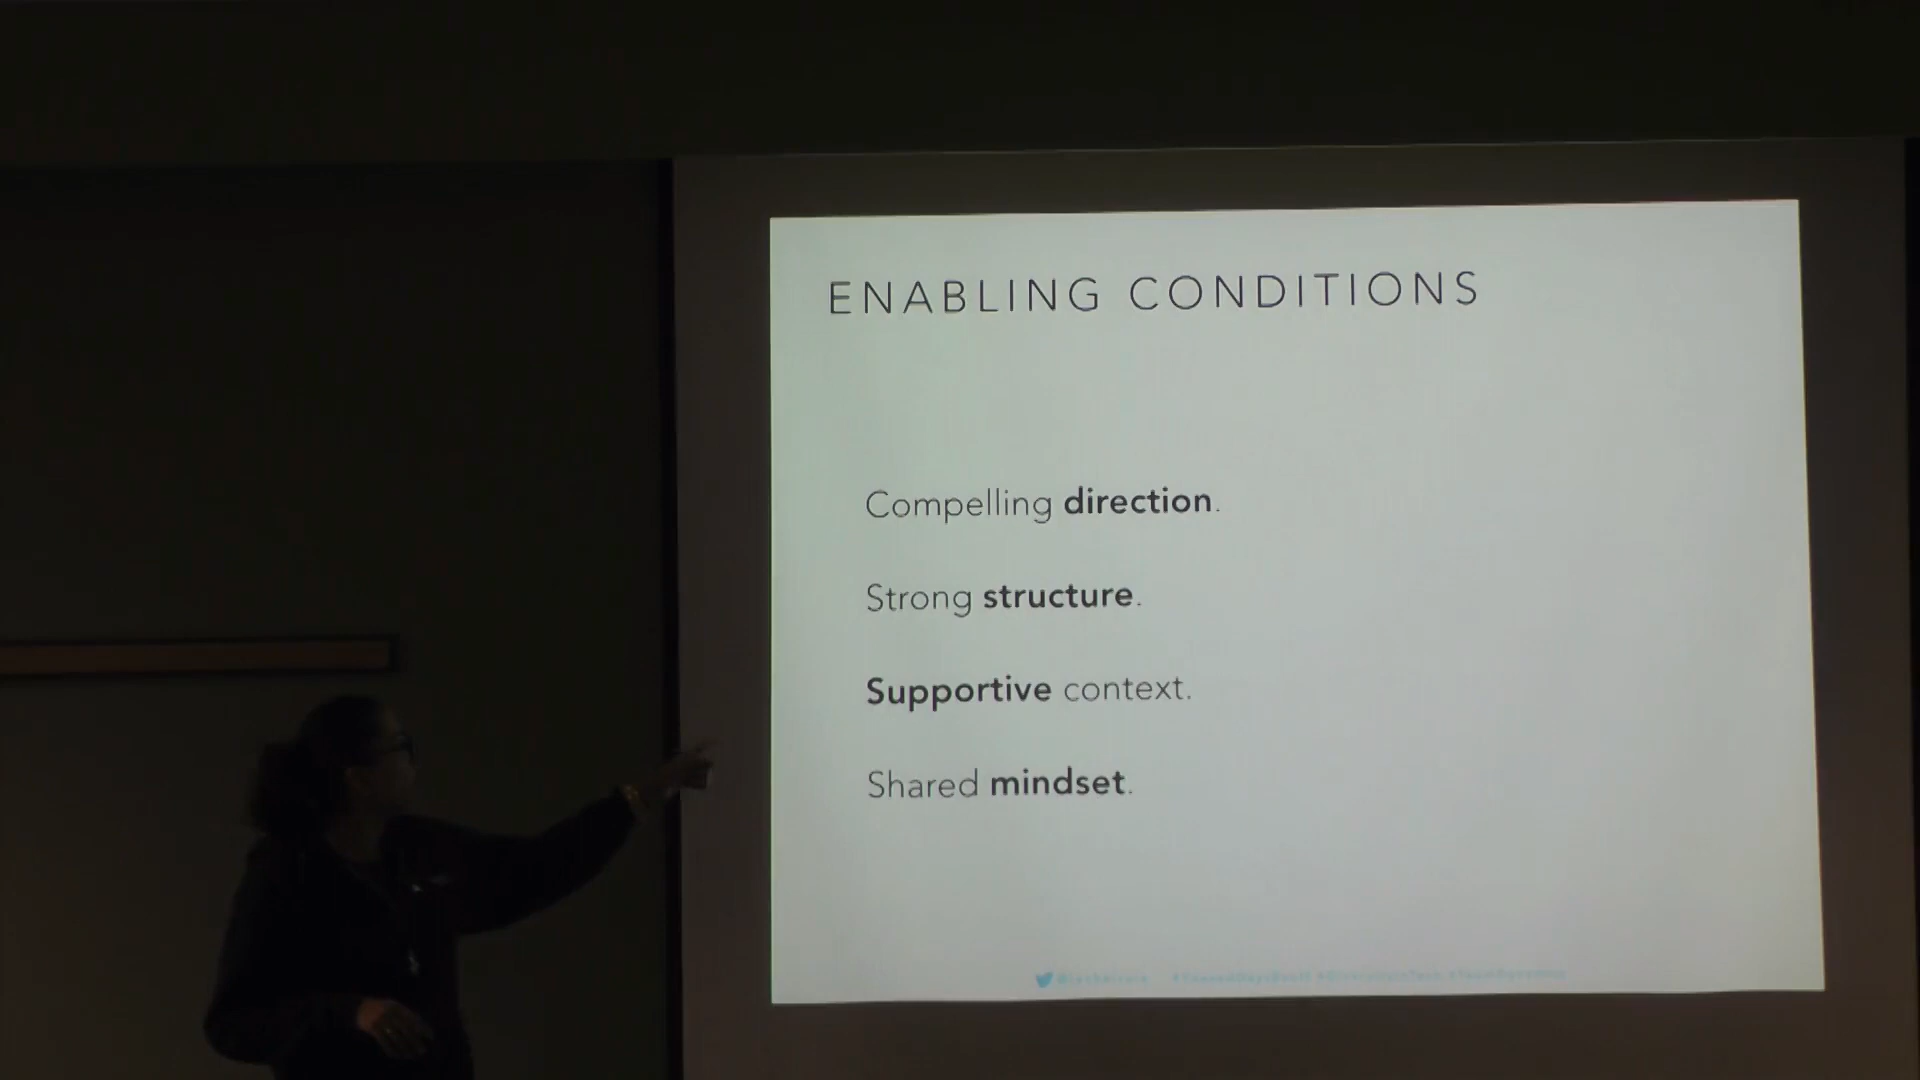 ENABLING CONDITIONS
Compelling direction.
Strong structure.
Supportive context.
Shared mindset.